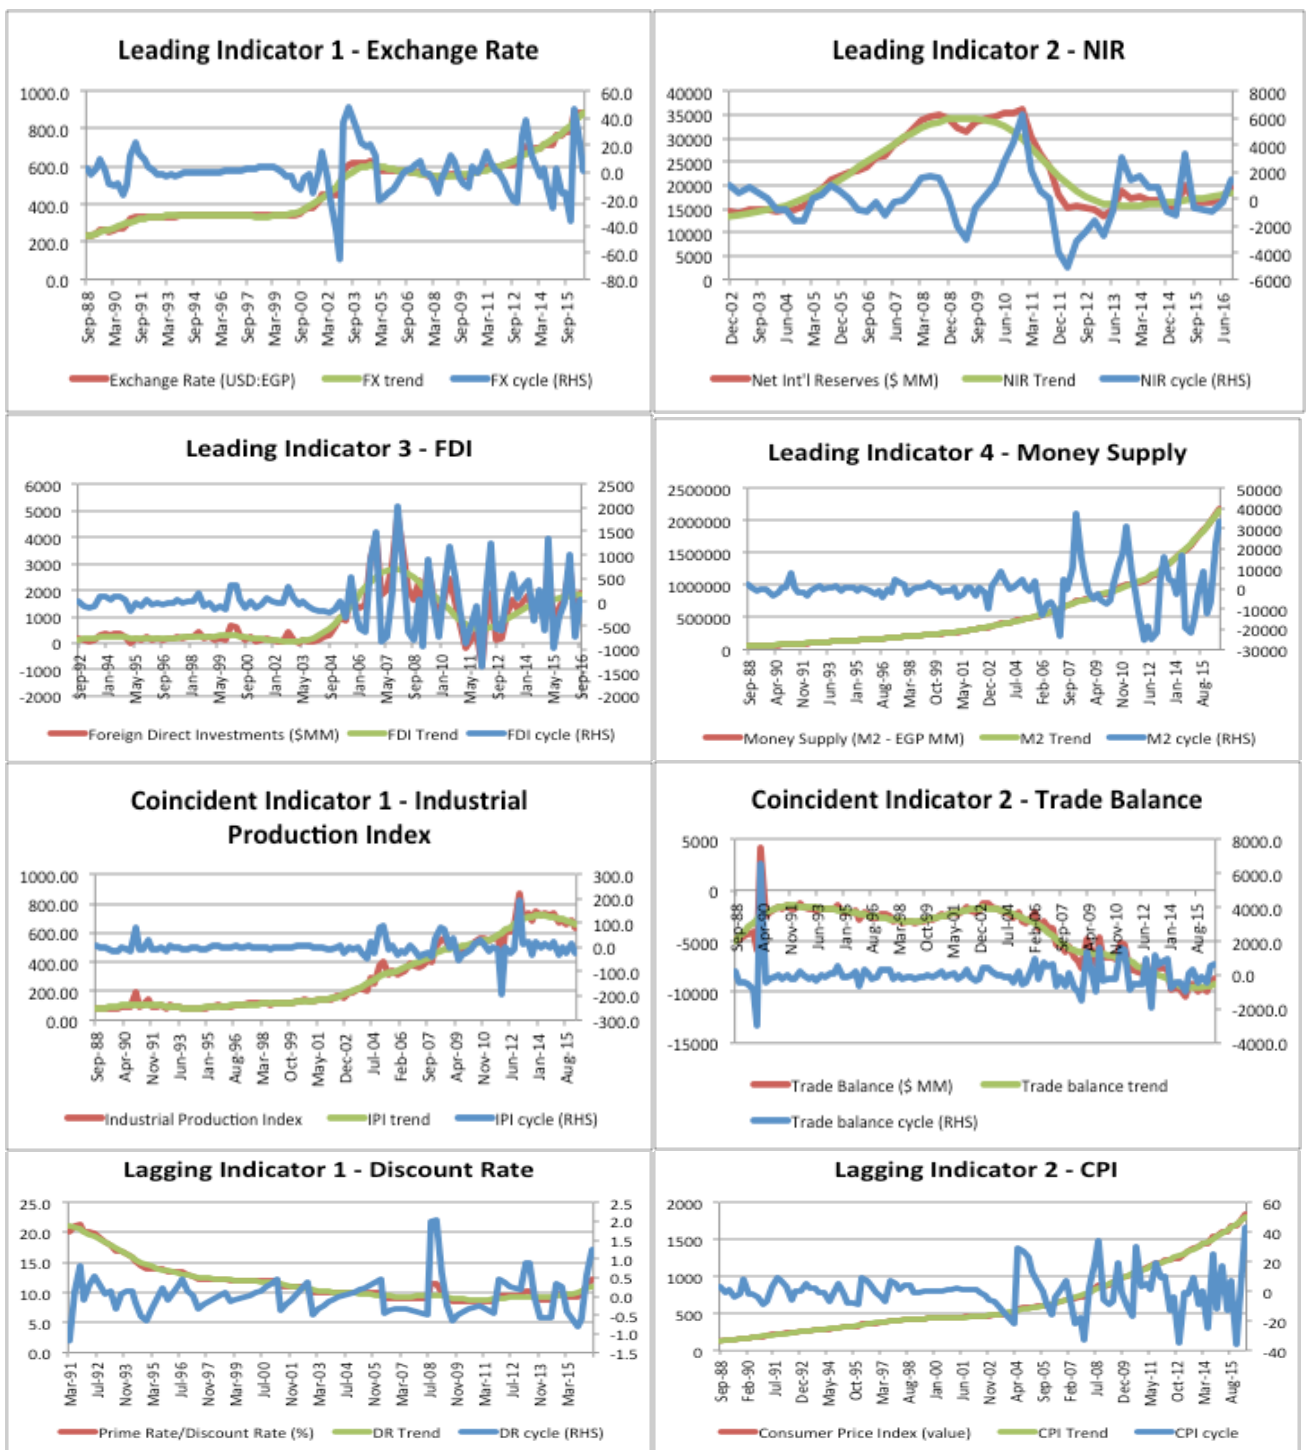 Leading Indicator 1 - Exchange Rate
1000.0
800.0
600.0
400.0
200.0
0.0
60.0
40.0
20.0
0.0
-20.0
-40.0
-60.0
-80.0
Sep-88
Mar-90
Sep-91
Mar-93
Sep-94
Mar-96
Sep-97
Mar-99
Sep-00
Mar-02
Sep-03
Mar-05
Sep-06
Mar-08
Sep-09
Mar-11
Sep-12
Mar-14
Sep-15
Exchange Rate (USD:EGP) FX trend FX cycle (RHS)
Leading Indicator 2 - NIR
40000
35000
30000
25000
20000
15000
10000
5000
0
8000
6000
4000
2000
0
-2000
-4000
-6000
Dec-02
Sep-03
Jun-04
Mar-05
Dec-05
Sep-06
Jun-07
Mar-08
Dec-08
Sep-09
Jun-10
Mar-11
Dec-11
Sep-12
Jun-13
Mar-14
Dec-14
Sep-15
Jun-16
Net Int'l Reserves ($ MM) NIR Trend NIR cycle (RHS)
Leading Indicator 3 - FDI
6000
5000
4000
3000
2000
1000
0
-1000
-2000
2500
2000
1500
1000
500
0
-500
-1000
-1500
-2000
Sep-92
Jan-94
May-95
Sep-96
Jan-98
May-99
Sep-00
Jan-02
May-03
Sep-04
Jan-06
May-07
Sep-08
Jan-10
May-11
Sep-12
Jan-14
May-15
Sep-16
Foreign Direct Investments ($MM) FDI Trend FDI cycle (RHS)
Leading Indicator 4 - Money Supply
2500000
2000000
1500000
1000000
500000
0
50000
40000
30000
20000
10000
0
-10000
-20000
-30000
Sep-88
Apr-90
Nov-91
Jun-93
Jan-95
Aug-96
Mar-98
Oct-99
May-01
Dec-02
Jul-04
Feb-06
Sep-07
Apr-09
Nov-10
Jun-12
Jan-14
Aug-15
Money Supply (M2 - EGP MM) M2 Trend M2 cycle (RHS)
Coincident Indicator 1 - Industrial
Production Index
1000.00
800.00
600.00
400.00
200.00
0.00
300.0
200.0
100.0
0.0
-100.0
-200.0
-300.0
Sep-88
Apr-90
Nov-91
Jun-93
Jan-95
Aug-96
Mar-98
Oct-99
May-01
Dec-02
Jul-04
Feb-06
Sep-07
Apr-09
Nov-10
Jun-12
Jan-14
Aug-15
Industrial Production Index IPI trend IPI cycle (RHS)
Coincident Indicator 2 - Trade Balance
5000
0
-5000
-10000
-15000
8000.0
6000.0
4000.0
2000.0
0.0
-2000.0
-4000.0
Sep-88
Apr-90
Nov-91
Jun-93
Jan-95
Aug-96
Mar-98
Oct-99
May-01
Dec-02
Jul-04
Feb-06
Sep-07
Apr-09
Nov-10
Jun-12
Jan-14
Aug-15
Trade Balance ($ MM) Trade balance trend
Trade balance cycle (RHS)
Lagging Indicator 1 - Discount Rate
25.0
20.0
15.0
10.0
5.0
0.0
2.5
2.0
1.5
1.0
0.5
0.0
-0.5
-1.0
-1.5
Mar-91
Jul-92
Nov-93
Mar-95
Jul-96
Nov-97
Mar-99
Jul-00
Nov-01
Mar-03
Jul-04
Nov-05
Mar-07
Jul-08
Nov-09
Mar-11
Jul-12
Nov-13
Mar-15
Prime Rate/Discount Rate (%) DR Trend DR cycle (RHS)
Lagging Indicator 2 - CPI
2000
1500
1000
500
0
60
40
20
0
-20
-40
Sep-88
Feb-90
Jul-91
Dec-92
May-94
Oct-95
Mar-97
Aug-98
Jan-00
Jun-01
Nov-02
Apr-04
Sep-05
Feb-07
Jul-08
Dec-09
May-11
Oct-12
Mar-14
Aug-15
Consumer Price Index (value) CPI Trend CPI cycle